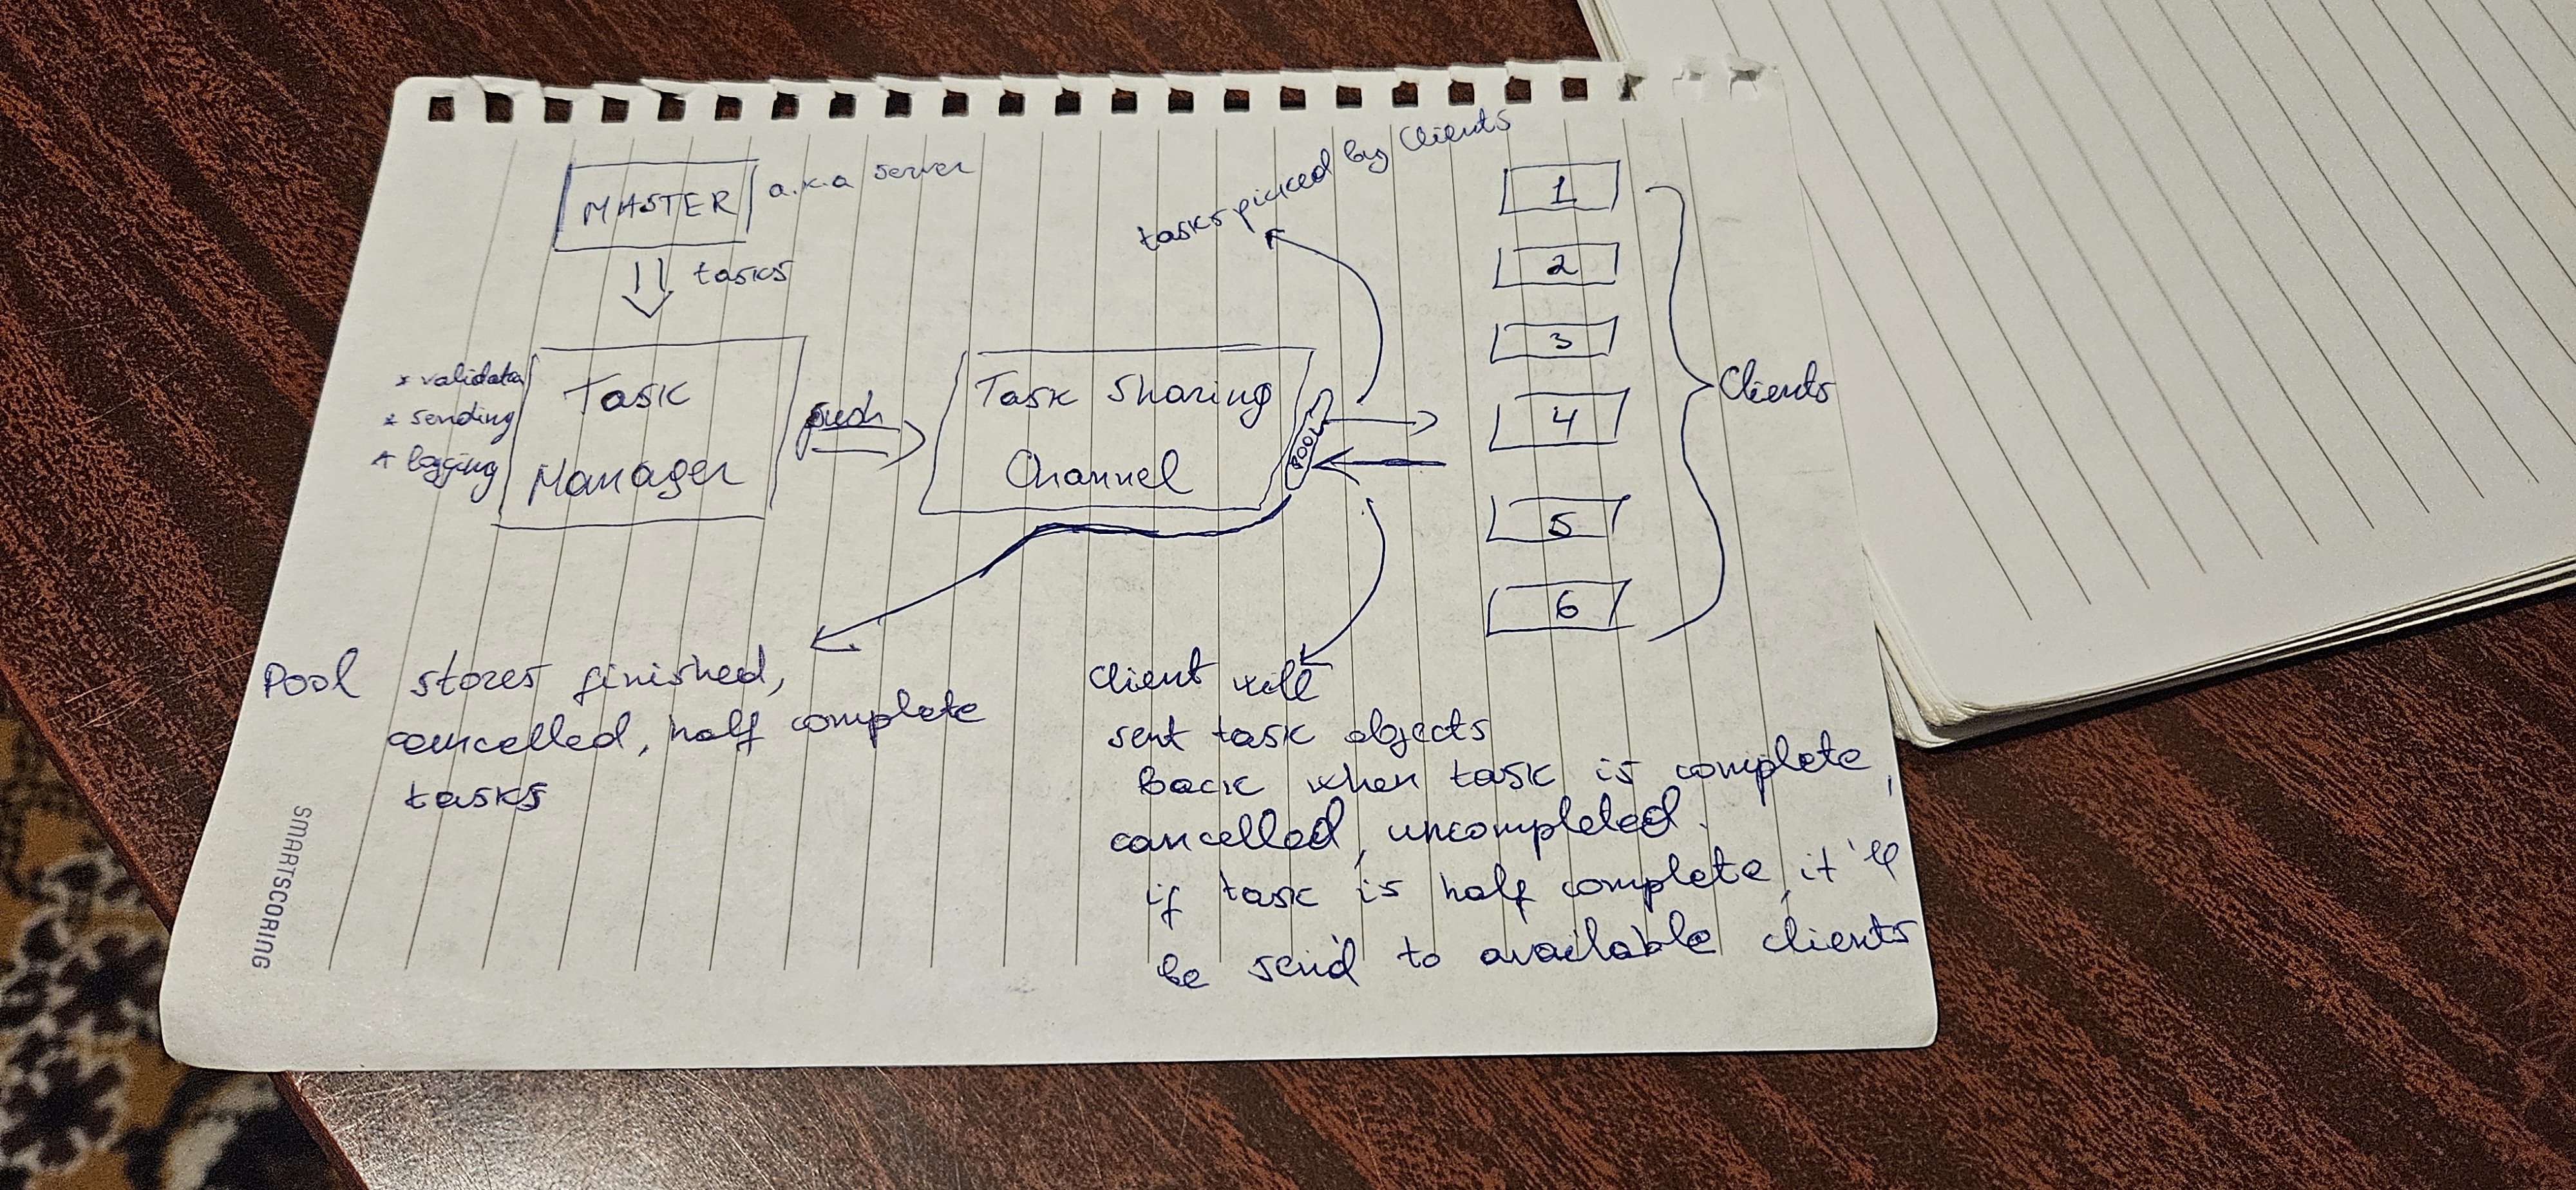 MASTER a.k.a server
tasks
* validate
* sending
* logging
Task
Manager
push
Task Sharing
Channel
Pool
tasks picked by Clients
1
2
3
4
5
6
Clients
Pool stores finished,
cancelled, half complete
tasks
Client will
sent task objects
back when task is complete,
cancelled uncompleted.
if task is half complete, it'll
be send to available clients
SMARTSCORING